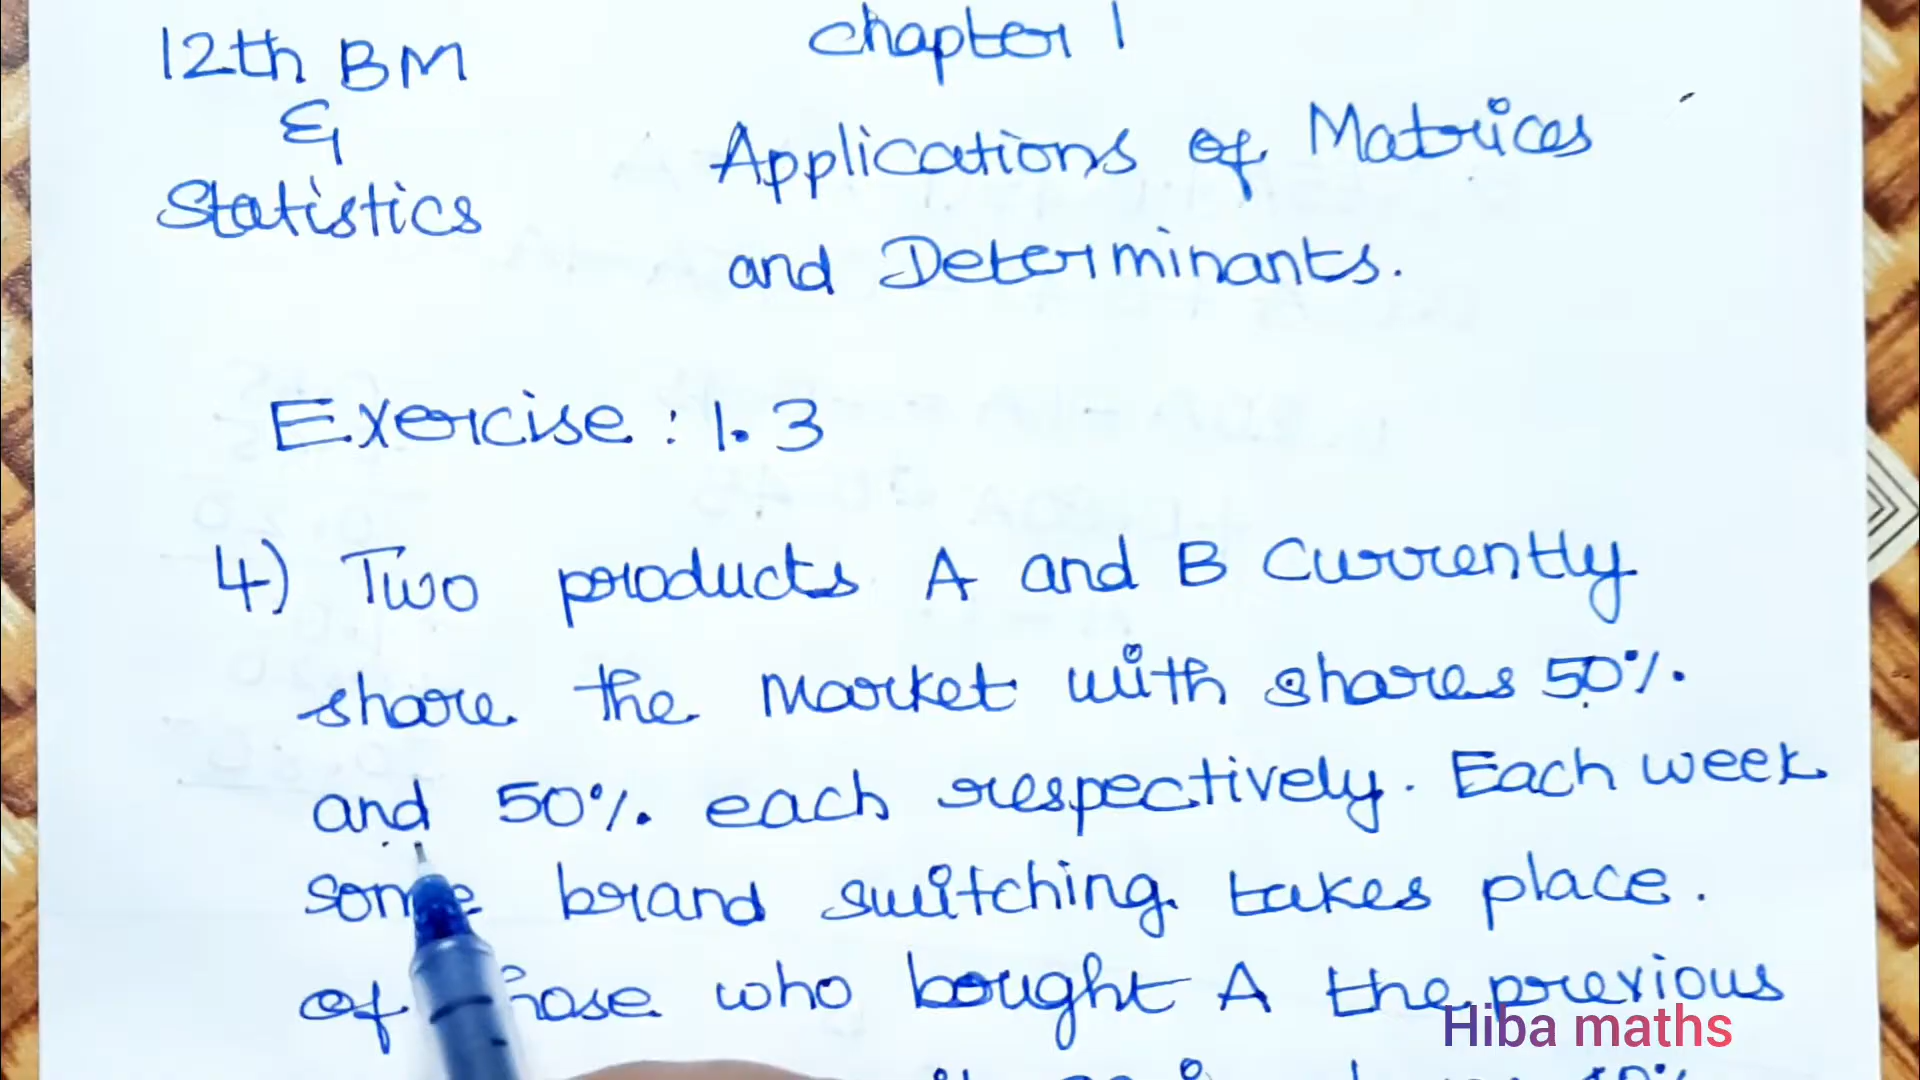 12th BM
&
Statistics
Chapter 1
Applications of Matrices
and Determinants.
Exercise : 1.3
4) Two products A and B Currently
share the market with shares 50%
and 50% each respectively. Each week
some brand switching takes place.
of who bought A the previous
Hiba maths